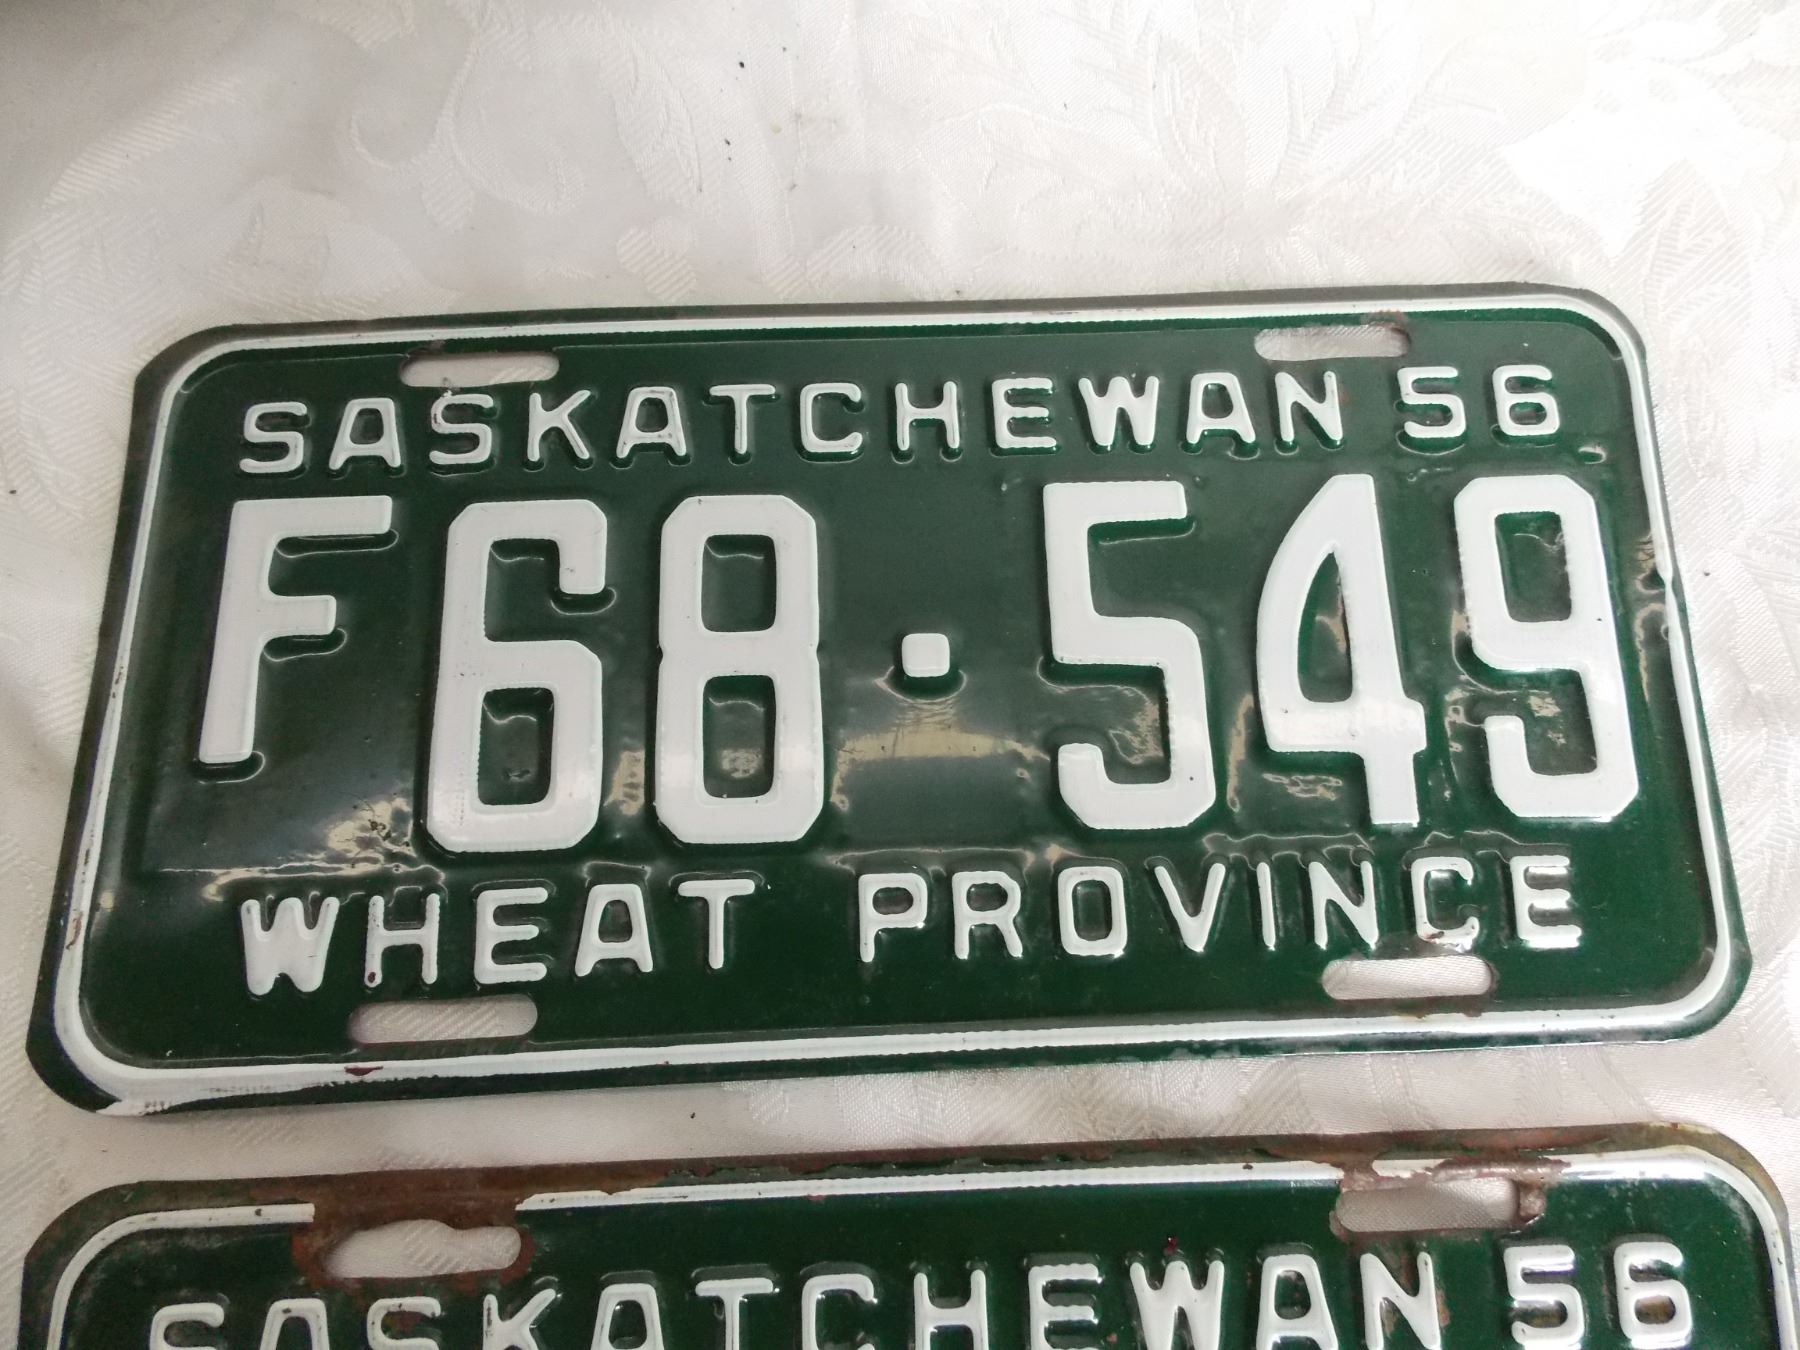 SASKATCHEWAN 56
F68·549
WHEAT PROVINCE
SASKATCHEWAN 56